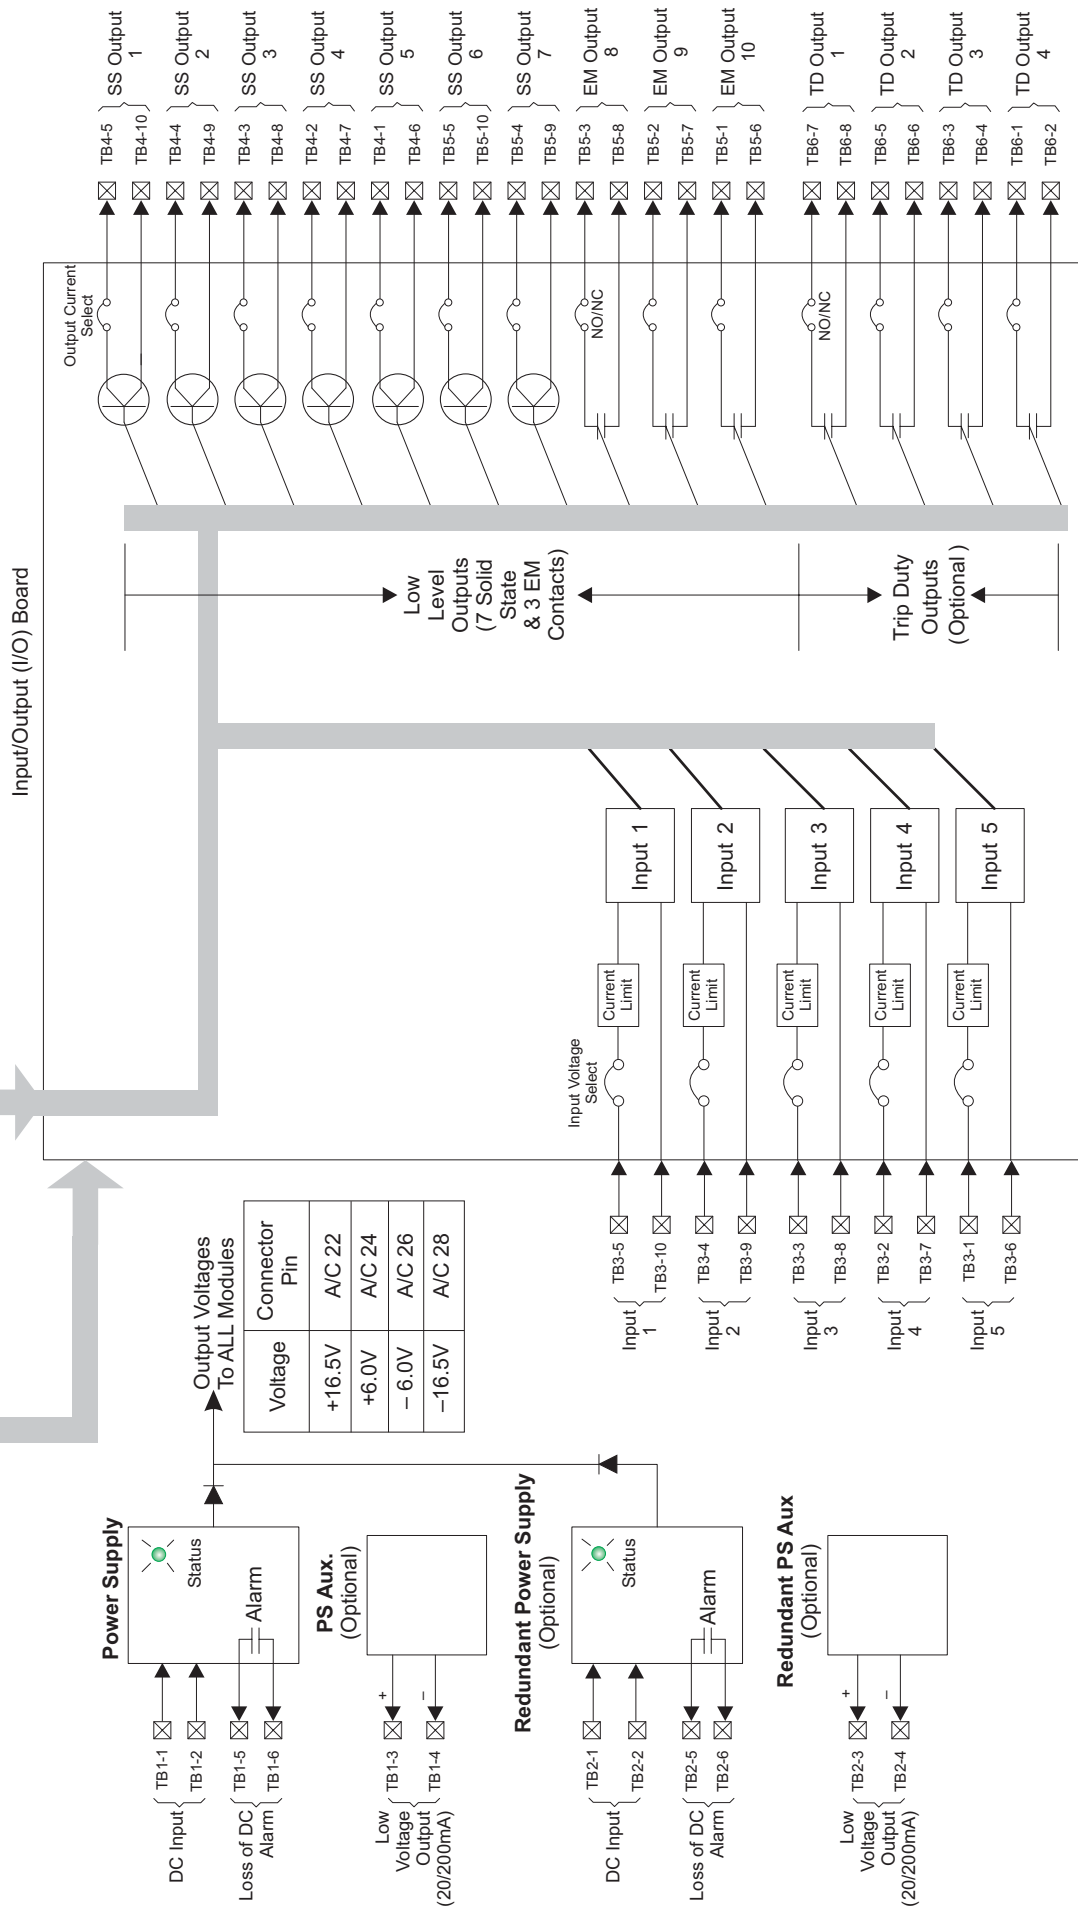 Input/Output (I/O) Board
Output Current
Select
TB4-5
TB4-10
SS Output
1
TB4-4
TB4-9
SS Output
2
TB4-3
TB4-8
SS Output
3
TB4-2
TB4-7
SS Output
4
TB4-1
TB4-6
SS Output
5
TB5-5
TB5-10
SS Output
6
TB5-4
TB5-9
SS Output
7
NO/NC
TB5-3
TB5-8
EM Output
8
TB5-2
TB5-7
EM Output
9
TB5-1
TB5-6
EM Output
10
NO/NC
TB6-7
TB6-8
TD Output
1
TB6-5
TB6-6
TD Output
2
TB6-3
TB6-4
TD Output
3
TB6-1
TB6-2
TD Output
4
Low
Level
Outputs
(7 Solid
State
& 3 EM
Contacts)
Trip Duty
Outputs
(Optional )
Input Voltage
Select
Input
1
TB3-5
TB3-10
Current
Limit
Input 1
Input
2
TB3-4
TB3-9
Current
Limit
Input 2
Input
3
TB3-3
TB3-8
Current
Limit
Input 3
Input
4
TB3-2
TB3-7
Current
Limit
Input 4
Input
5
TB3-1
TB3-6
Current
Limit
Input 5
Output Voltages
To ALL Modules
Voltage Connector
Pin
+16.5V A/C 22
+6.0V A/C 24
– 6.0V A/C 26
–16.5V A/C 28
Power Supply
Status
Alarm
DC Input
TB1-1
TB1-2
Loss of DC
Alarm
TB1-5
TB1-6
PS Aux.
(Optional)
Low
Voltage
Output
(20/200mA)
TB1-3
TB1-4
+
–
Redundant Power Supply
(Optional)
Status
Alarm
DC Input
TB2-1
TB2-2
Loss of DC
Alarm
TB2-5
TB2-6
Redundant PS Aux
(Optional)
Low
Voltage
Output
(20/200mA)
TB2-3
TB2-4
+
–